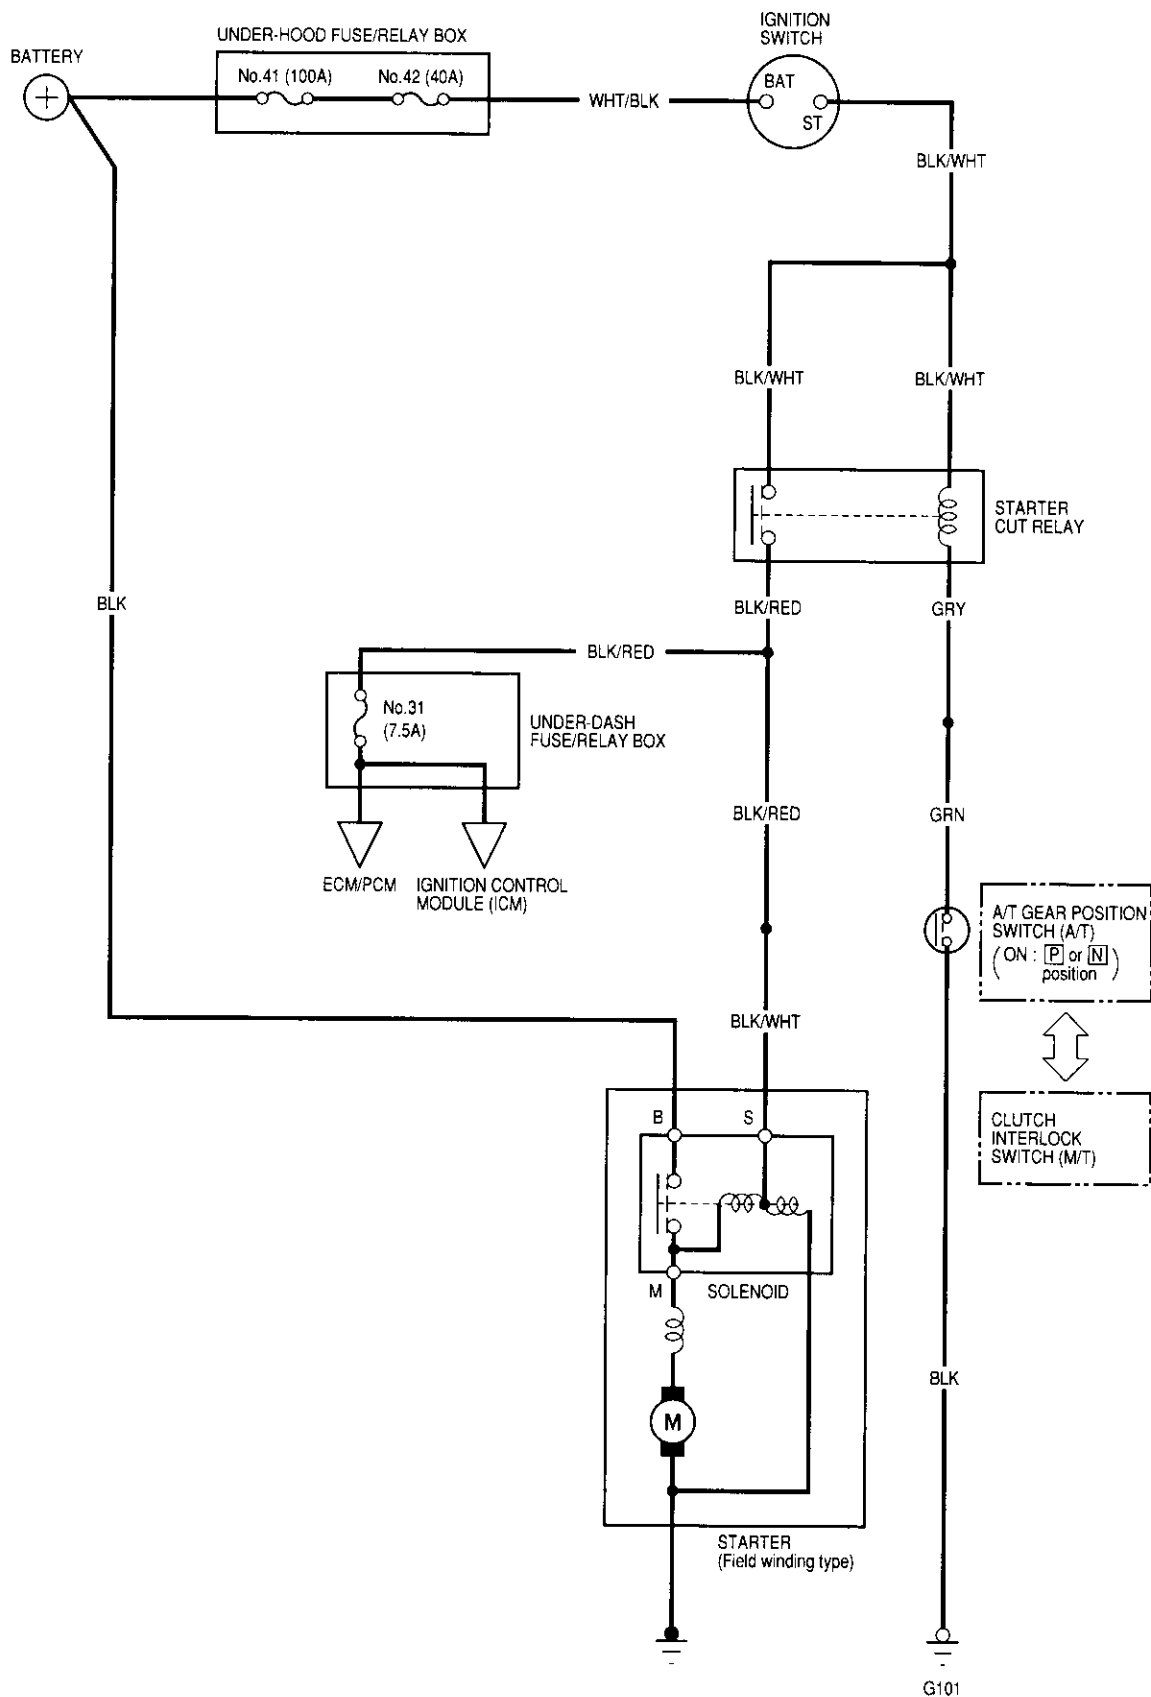 BATTERY
UNDER-HOOD FUSE/RELAY BOX
No.41 (100A)
No.42 (40A)
WHT/BLK
IGNITION
SWITCH
BAT
ST
BLK/WHT
BLK/WHT
BLK/WHT
STARTER
CUT RELAY
BLK
BLK/RED
GRY
BLK/RED
No.31
(7.5A)
UNDER-DASH
FUSE/RELAY BOX
BLK/RED
GRN
ECM/PCM
IGNITION CONTROL
MODULE (ICM)
A/T GEAR POSITION
SWITCH (A/T)
(ON : P or N
position)
BLK/WHT
B
S
CLUTCH
INTERLOCK
SWITCH (M/T)
M
SOLENOID
BLK
M
STARTER
(Field winding type)
G101